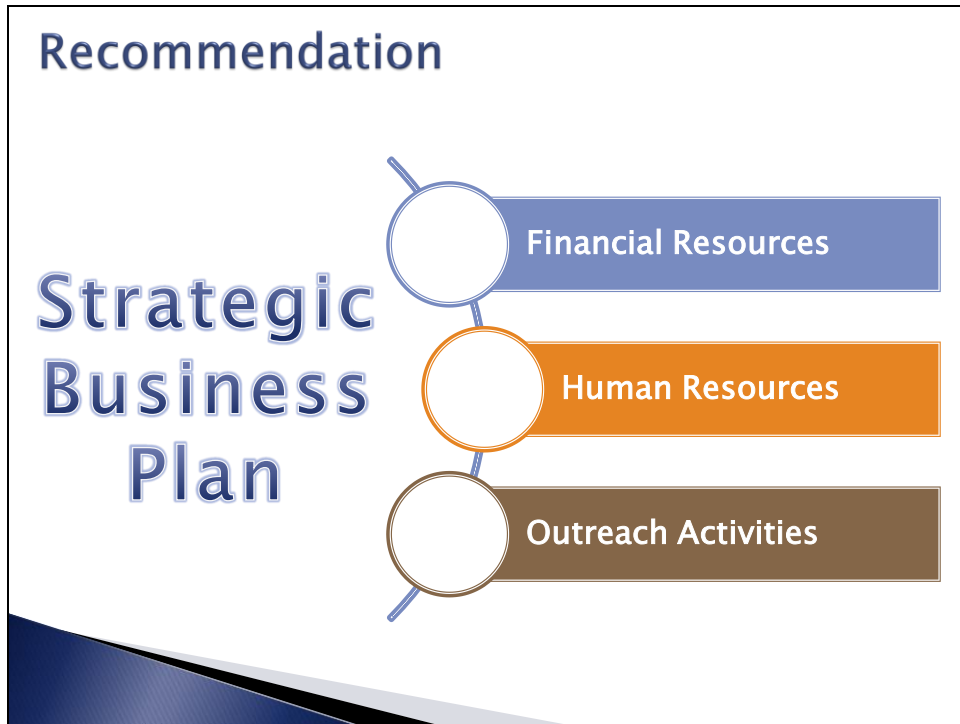 Recommendation
Strategic
Business
Plan
Financial Resources
Human Resources
Outreach Activities